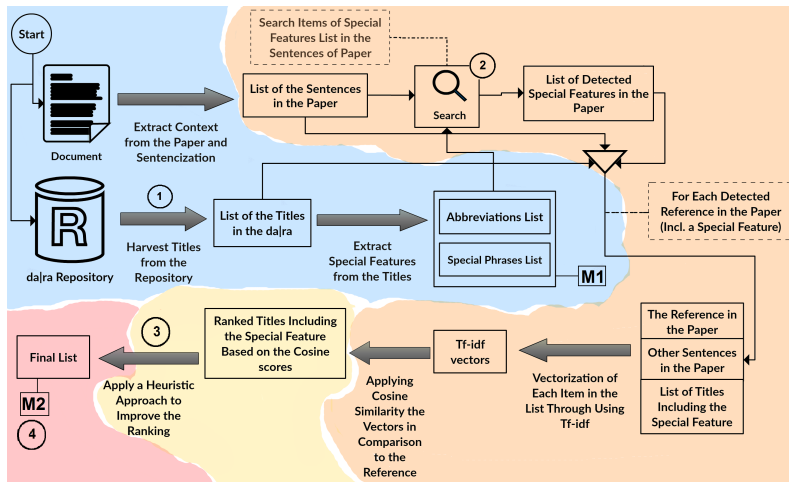 Start
Search Items of Special
Features List in the
Sentences of Paper
2
List of the Sentences
in the Paper
Search
List of Detected
Special Features in the
Paper
Document
Extract Context
from the Paper and
Sentencization
R
da|ra Repository
1
Harvest Titles
from the
Repository
List of the Titles
in the da|ra
Extract
Special Features
from the Titles
Abbreviations List
Special Phrases List
M1
For Each Detected
Reference in the Paper
(Incl. a Special Feature)
The Reference in
the Paper
Other Sentences
in the Paper
List of Titles
Including the
Special Feature
Vectorization of
Each Item in the
List Through Using
Tf-idf
Tf-idf
vectors
Applying
Cosine
Similarity the
Vectors in
Comparison
to the
Reference
Ranked Titles Including
the Special Feature
Based on the Cosine
scores
3
Apply a Heuristic
Approach to
Improve the
Ranking
Final List
M2
4